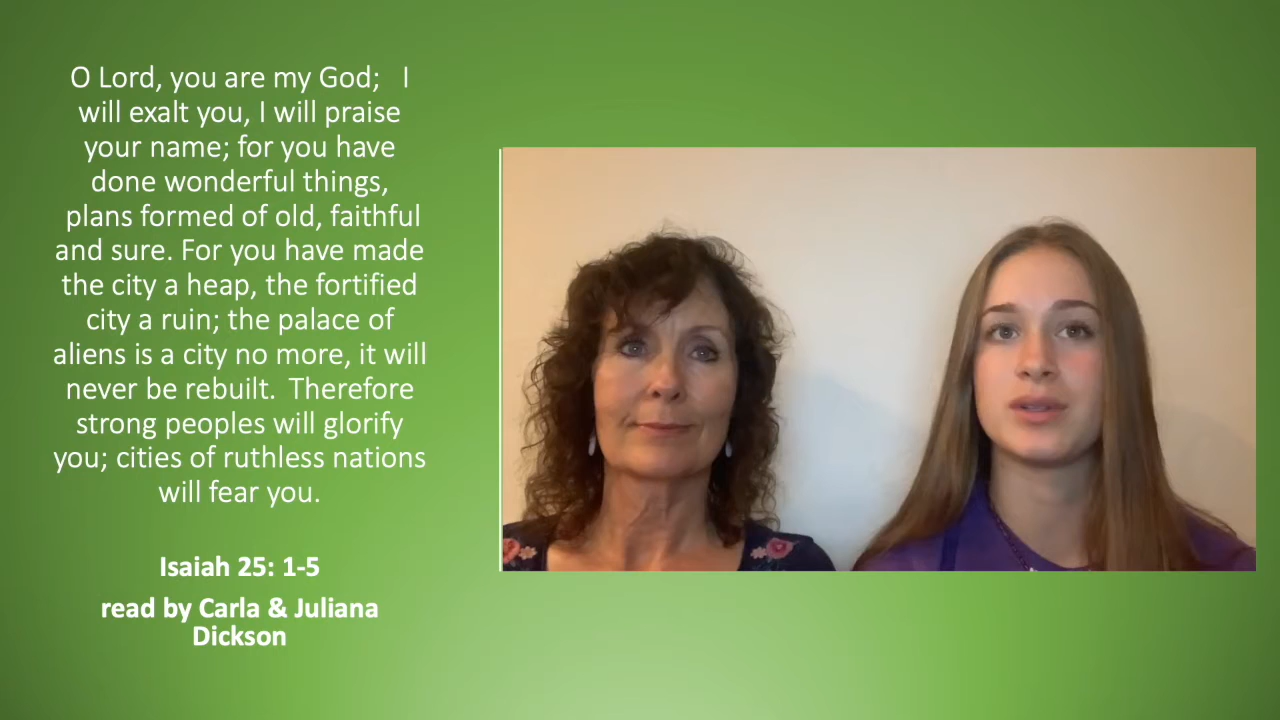 O Lord, you are my God;   I
will exalt you, I will praise
your name; for you have
done wonderful things,
plans formed of old, faithful
and sure. For you have made
the city a heap, the fortified
city a ruin; the palace of
aliens is a city no more, it will
never be rebuilt.  Therefore
strong peoples will glorify
you; cities of ruthless nations
will fear you.
Isaiah 25: 1-5
read by Carla & Juliana
Dickson